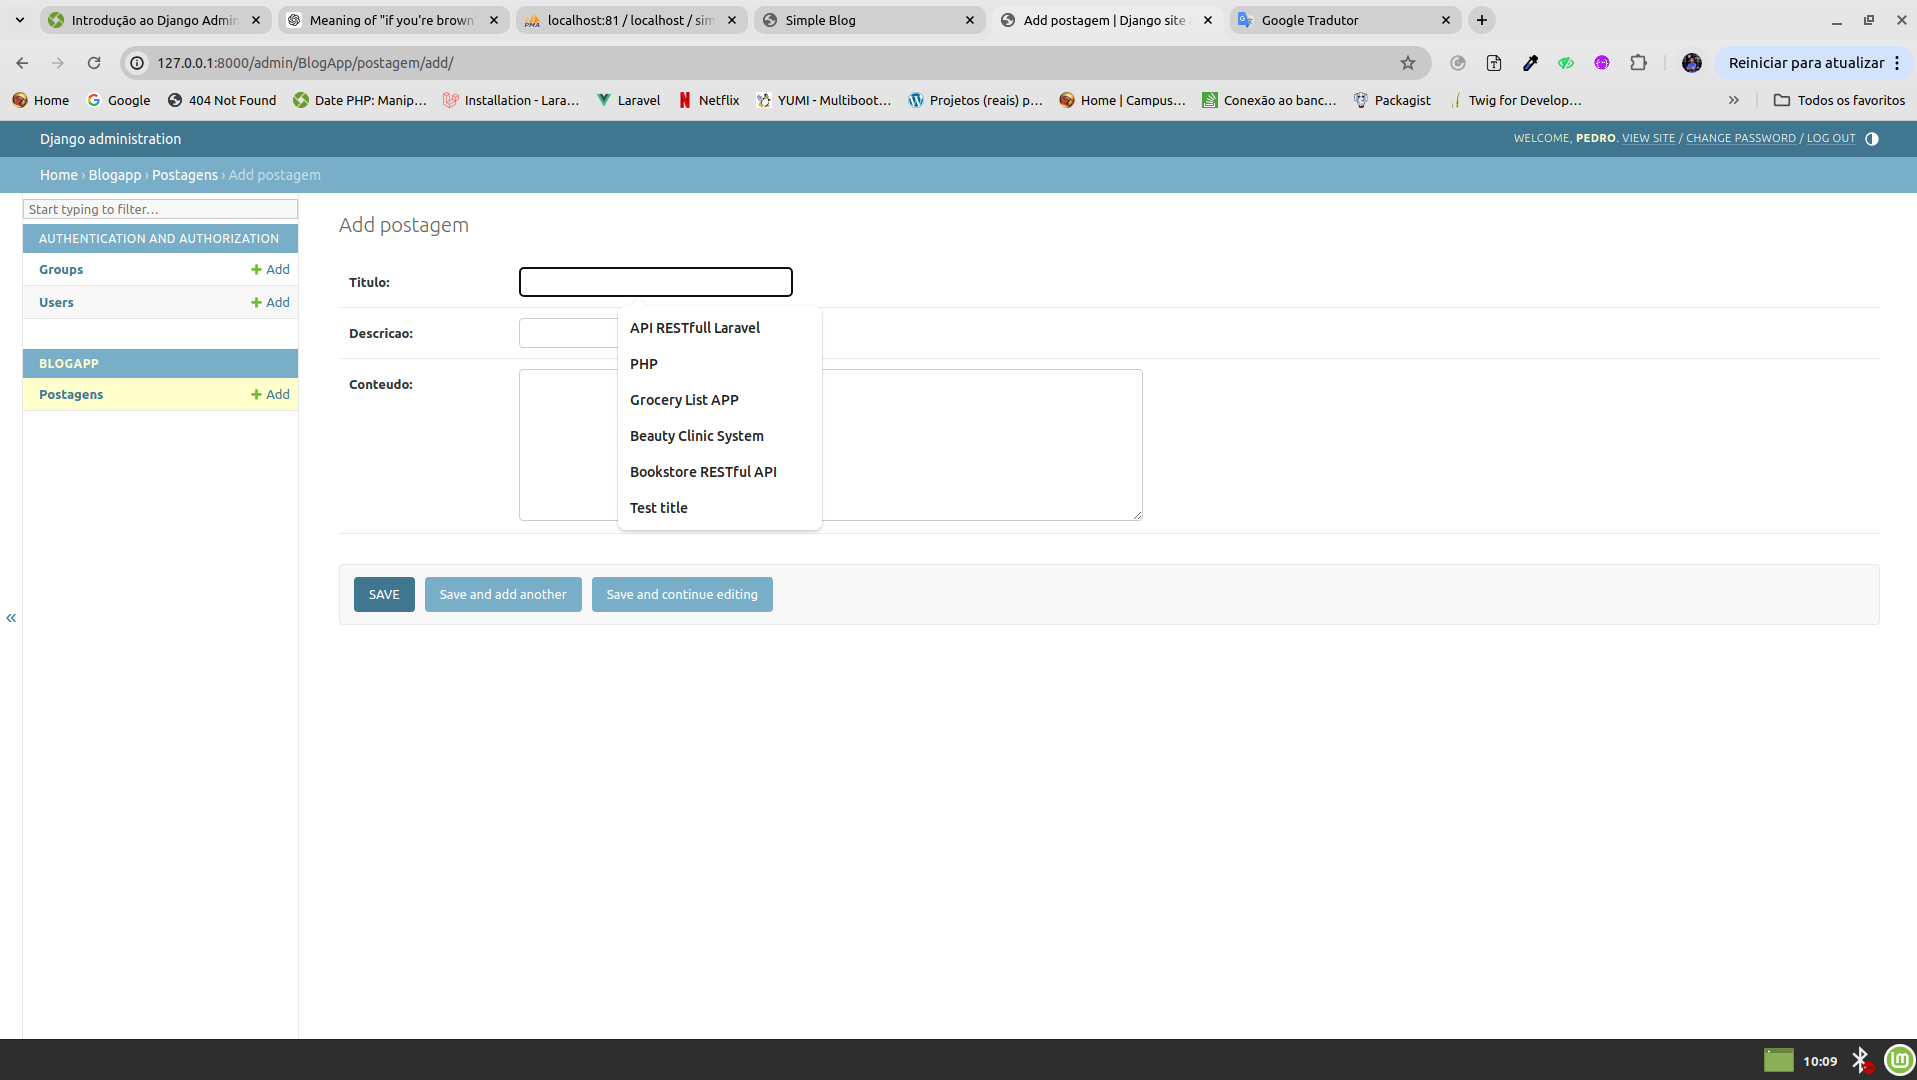 Introdução ao Django Admin
Meaning of "if you're brown"
localhost:81 / localhost / sim
Simple Blog
Add postagem | Django site
Google Tradutor
127.0.0.1:8000/admin/BlogApp/postagem/add/
Reiniciar para atualizar
Home
Google
404 Not Found
Date PHP: Manip...
Installation - Lara...
Laravel
Netflix
YUMI - Multiboot...
Projetos (reais) p...
Home | Campus...
Conexão ao banc...
Packagist
Twig for Develop...
Todos os favoritos
Django administration
WELCOME, PEDRO. VIEW SITE / CHANGE PASSWORD / LOG OUT
Home › Blogapp › Postagens › Add postagem
Start typing to filter...
AUTHENTICATION AND AUTHORIZATION
Groups
Add
Users
Add
BLOGAPP
Postagens
Add
Add postagem
Titulo:
Descricao:
Conteudo:
API RESTfull Laravel
PHP
Grocery List APP
Beauty Clinic System
Bookstore RESTful API
Test title
SAVE
Save and add another
Save and continue editing
10:09